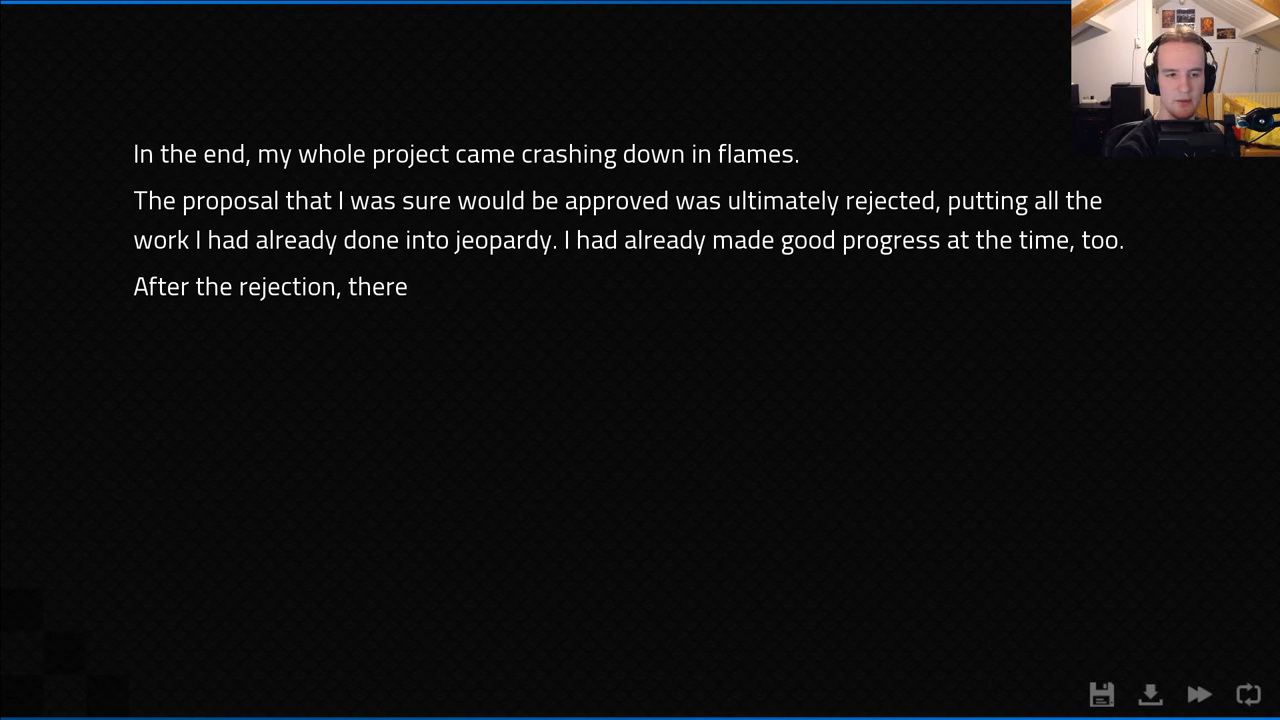 In the end, my whole project came crashing down in flames.
The proposal that I was sure would be approved was ultimately rejected, putting all the
work I had already done into jeopardy. I had already made good progress at the time, too.
After the rejection, there